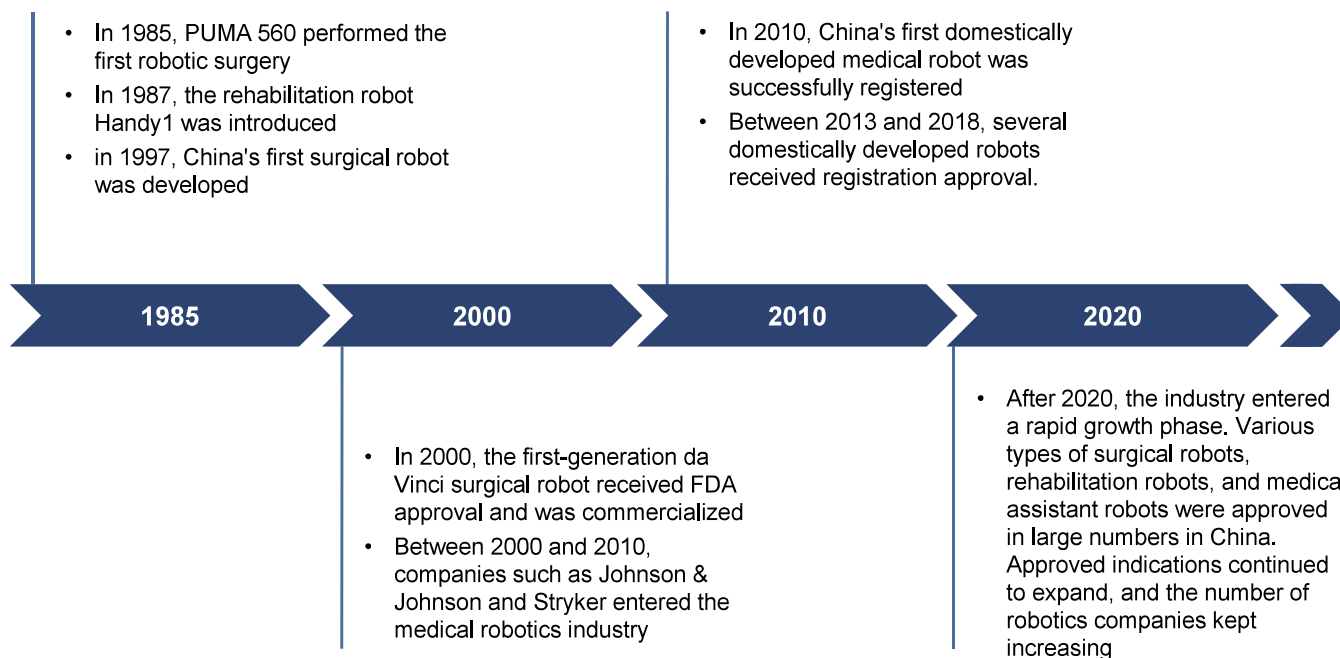 • In 1985, PUMA 560 performed the
first robotic surgery
• In 1987, the rehabilitation robot
Handy1 was introduced
• in 1997, China's first surgical robot
was developed
• In 2010, China's first domestically
developed medical robot was
successfully registered
• Between 2013 and 2018, several
domestically developed robots
received registration approval.
1985
2000
2010
2020
• In 2000, the first-generation da
Vinci surgical robot received FDA
approval and was commercialized
• Between 2000 and 2010,
companies such as Johnson &
Johnson and Stryker entered the
medical robotics industry
• After 2020, the industry entered
a rapid growth phase. Various
types of surgical robots,
rehabilitation robots, and medica
assistant robots were approved
in large numbers in China.
Approved indications continued
to expand, and the number of
robotics companies kept
increasing